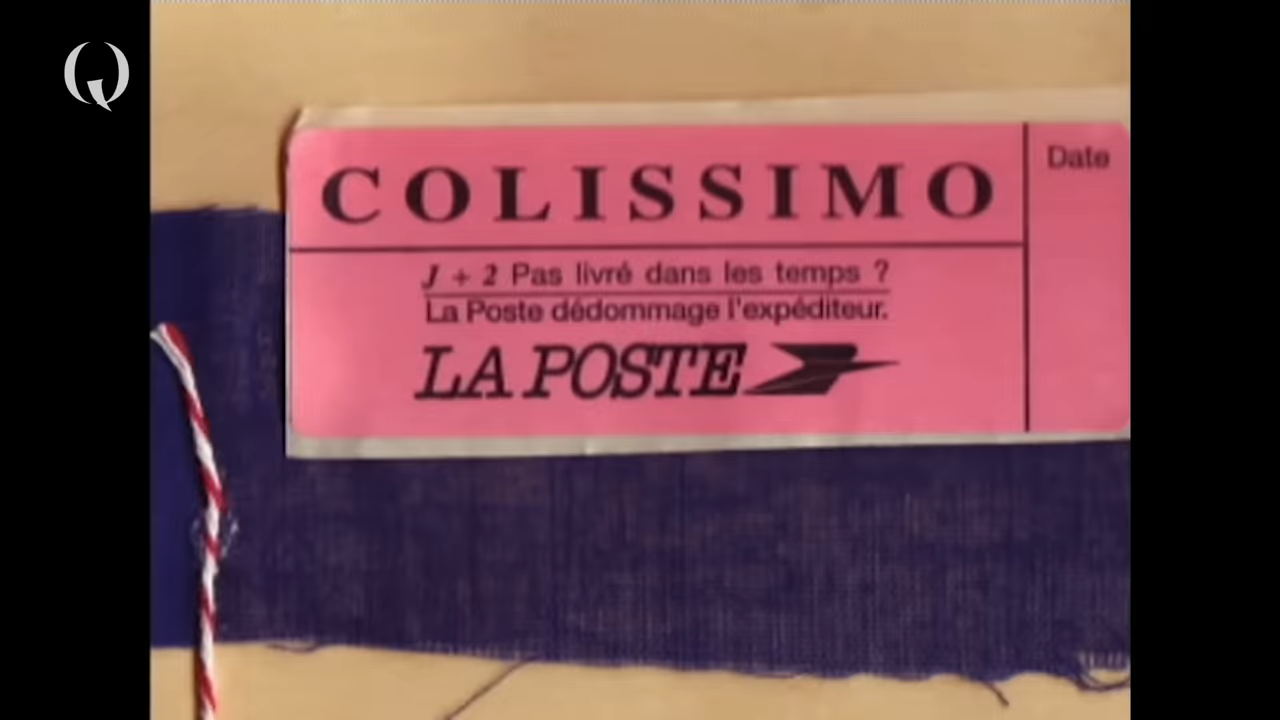 Q
COLISSIMO
Date
J + 2 Pas livré dans les temps ?
La Poste dédommage l'expéditeur.
LA POSTE